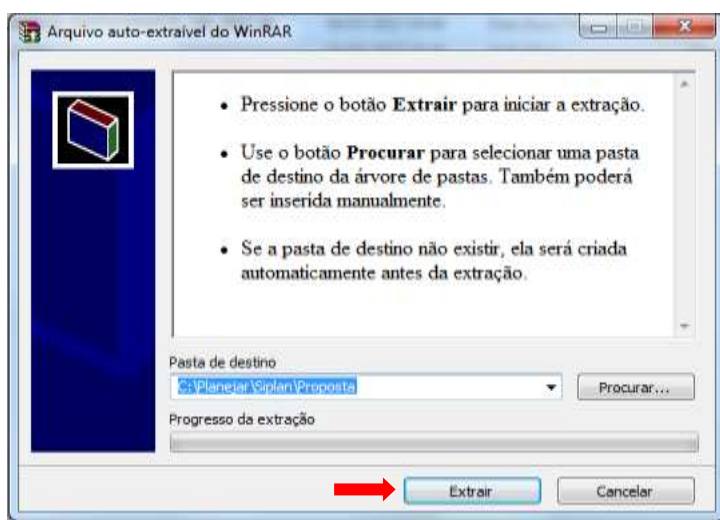 Arquivo auto-extraível do WinRAR
• Pressione o botão Extrair para iniciar a extração.
• Use o botão Procurar para selecionar uma pasta
de destino da árvore de pastas. Também poderá
ser inserida manualmente.
• Se a pasta de destino não existir, ela será criada
automaticamente antes da extração.
Pasta de destino
C:\Planejar\Siplan\Proposta
Procurar...
Progresso da extração
Extrair
Cancelar